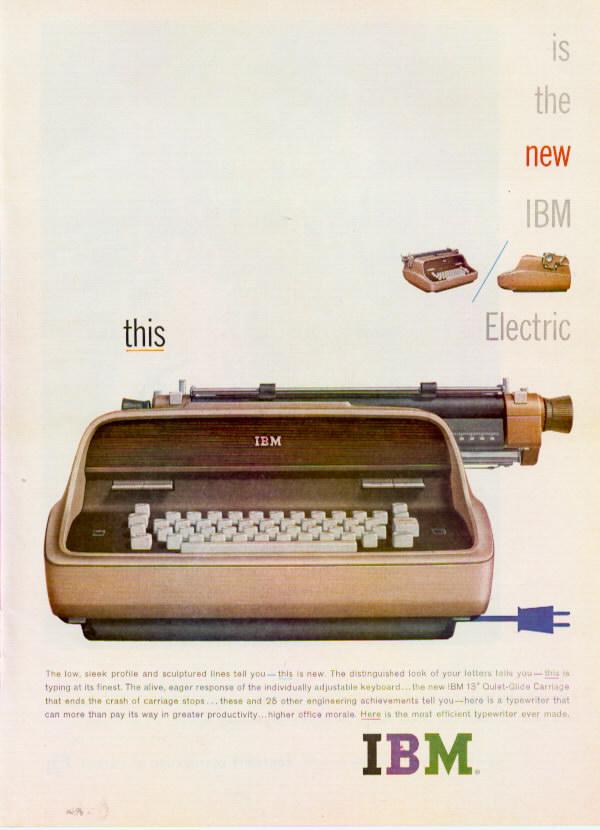 this
is
the
new
IBM
Electric
IBM
The low, sleek profile and sculptured lines tell you—this is new. The distinguished look of your letters tells you—this is
typing at its finest. The alive, eager response of the individually adjustable keyboard...the new IBM 13" Quiet-Glide Carriage
that ends the crash of carriage stops...these and 28 other engineering achievements tell you—here is a typewriter that
can more than pay its way in greater productivity...higher office morale. Here is the most efficient typewriter ever made.
IBM®